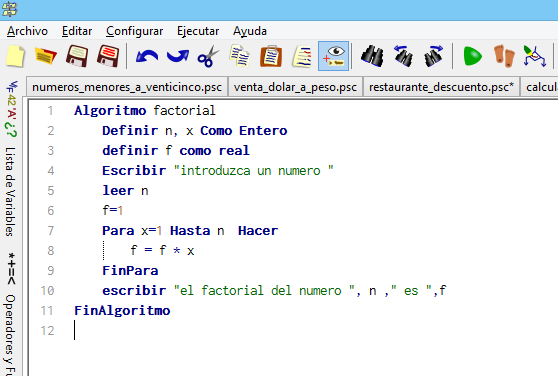 Archivo Editar Configurar Ejecutar Ayuda
numeros_menores_a_venticinco.psc venta_dolar_a_peso.psc restaurante_descuento.psc* calcul
Lista de Variables
*+=< Operadores y Fu
1 Algoritmo factorial
2 Definir n, x Como Entero
3 definir f como real
4 Escribir "introduzca un numero "
5 leer n
6 f=1
7 Para x=1 Hasta n Hacer
8 f = f * x
9 FinPara
10 escribir "el factorial del numero ", n ," es ",f
11 FinAlgoritmo
12